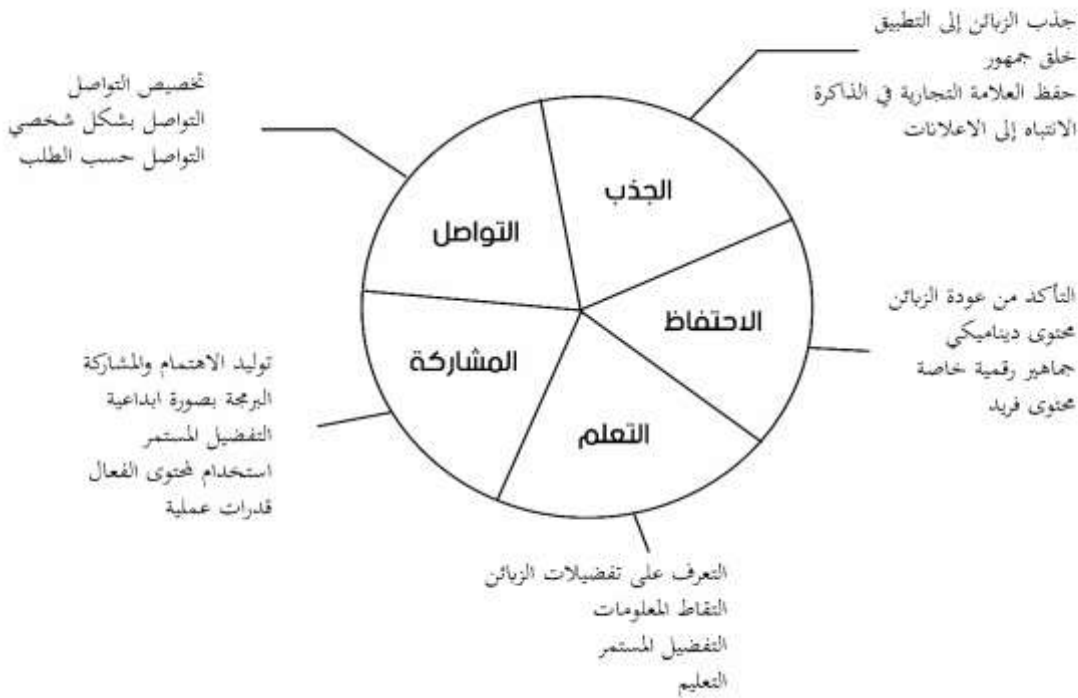 جذب الزبائن إلى التطبيق
خلق جمهور
حفظ العلامة التجارية في الذاكرة
الانتباه إلى الاعلانات
تخصيص التواصل
التواصل بشكل شخصي
التواصل حسب الطلب
الجذب
التواصل
الاحتفاظ
المشاركة
التعلم
التأكد من عودة الزبائن
محتوى ديناميكي
جماهير رقمية خاصة
محتوى فريد
توليد الاهتمام والمشاركة
البرمجة بصورة ابداعية
التفضيل المستمر
استخدام لمحتوى الفعال
قدرات عملية
التعرف على تفضيلات الزبائن
التقاط المعلومات
التفضيل المستمر
التعليم